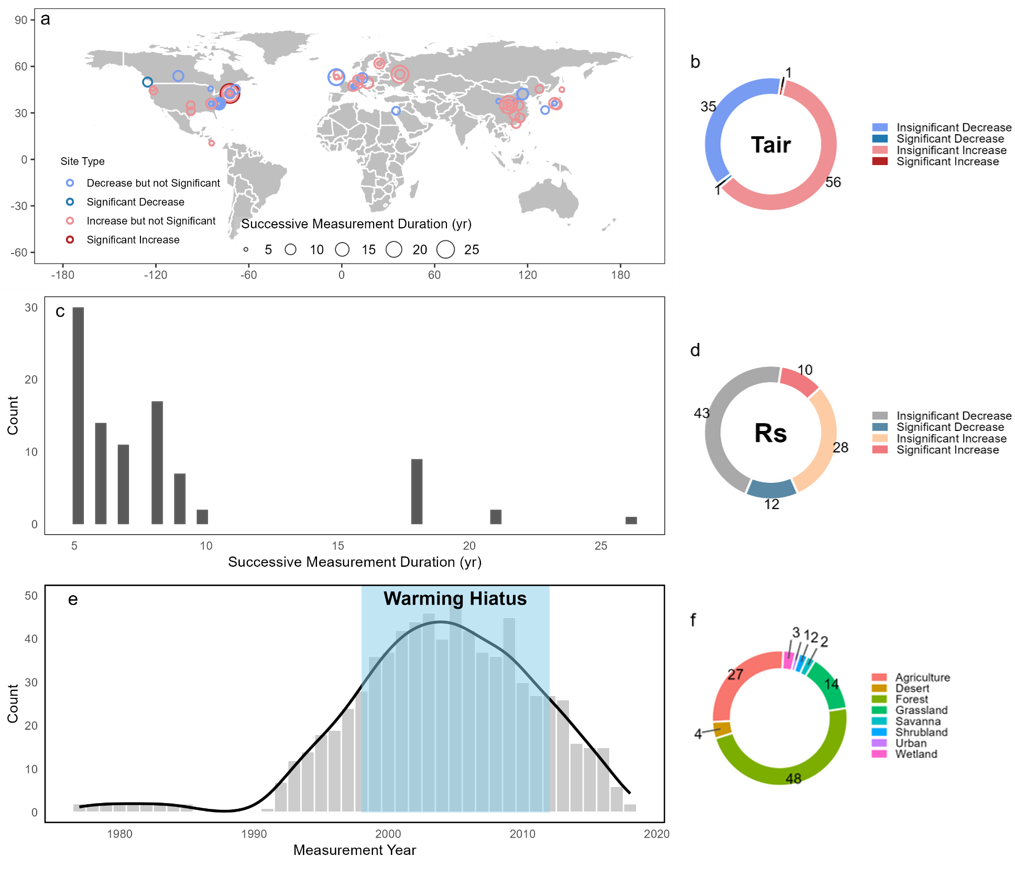 a
90
60
30
0
-30
-60
Site Type
Decrease but not Significant
Significant Decrease
Increase but not Significant
Significant Increase
Successive Measurement Duration (yr)
5 10 15 20 25
-180 -120 -60 0 60 120 180
b
1
35
Tair
56
1
Insignificant Decrease
Significant Decrease
Insignificant Increase
Significant Increase
c
30
20
10
0
Count
5 10 15 20 25
Successive Measurement Duration (yr)
d
10
43
Rs
28
12
Insignificant Decrease
Significant Decrease
Insignificant Increase
Significant Increase
e
Warming Hiatus
50
40
30
20
10
0
Count
1980 1990 2000 2010 2020
Measurement Year
f
3 1 2 2
27
14
4
48
Agriculture
Desert
Forest
Grassland
Savanna
Shrubland
Urban
Wetland